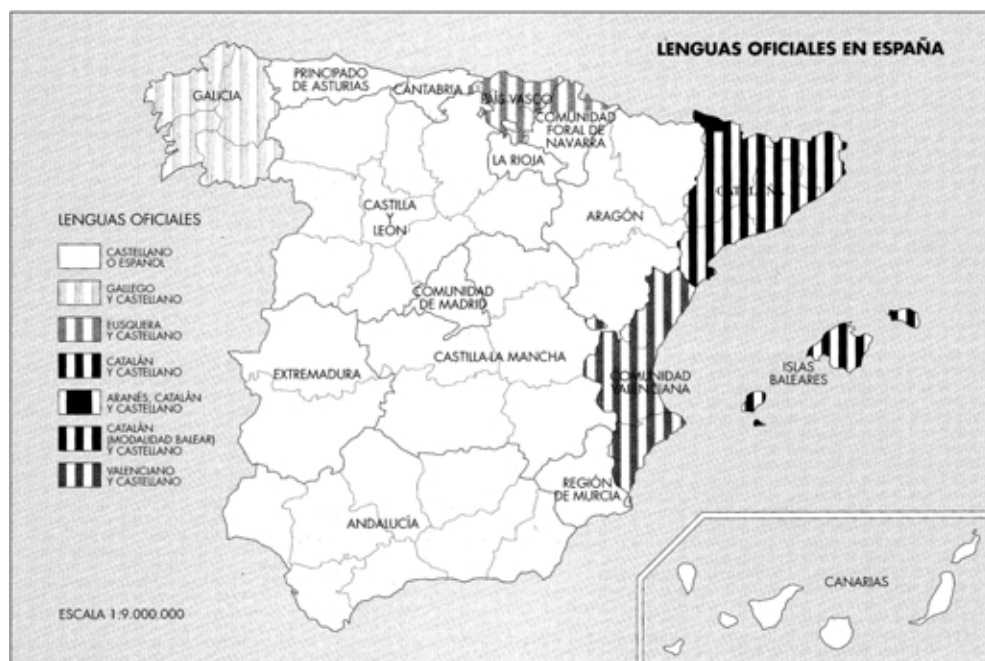 LENGUAS OFICIALES EN ESPAÑA
PRINCIPADO
DE ASTURIAS
CANTABRIA
PAÍS VASCO
GALICIA
COMUNIDAD
FORAL DE
NAVARRA
LA RIOJA
CATALUÑA
CASTILLA
Y
LEÓN
ARAGÓN
COMUNIDAD
DE MADRID
CASTILLA-LA MANCHA
EXTREMADURA
COMUNIDAD
VALENCIANA
ISLAS
BALEARES
REGIÓN
DE MURCIA
ANDALUCÍA
CANARIAS
LENGUAS OFICIALES
CASTELLANO
O ESPAÑOL
GALLEGO
Y CASTELLANO
EUSQUERA
Y CASTELLANO
CATALÁN
Y CASTELLANO
ARANÉS, CATALÁN
Y CASTELLANO
CATALÁN
(MODALIDAD BALEAR)
Y CASTELLANO
VALENCIANO
Y CASTELLANO
ESCALA 1:9.000.000